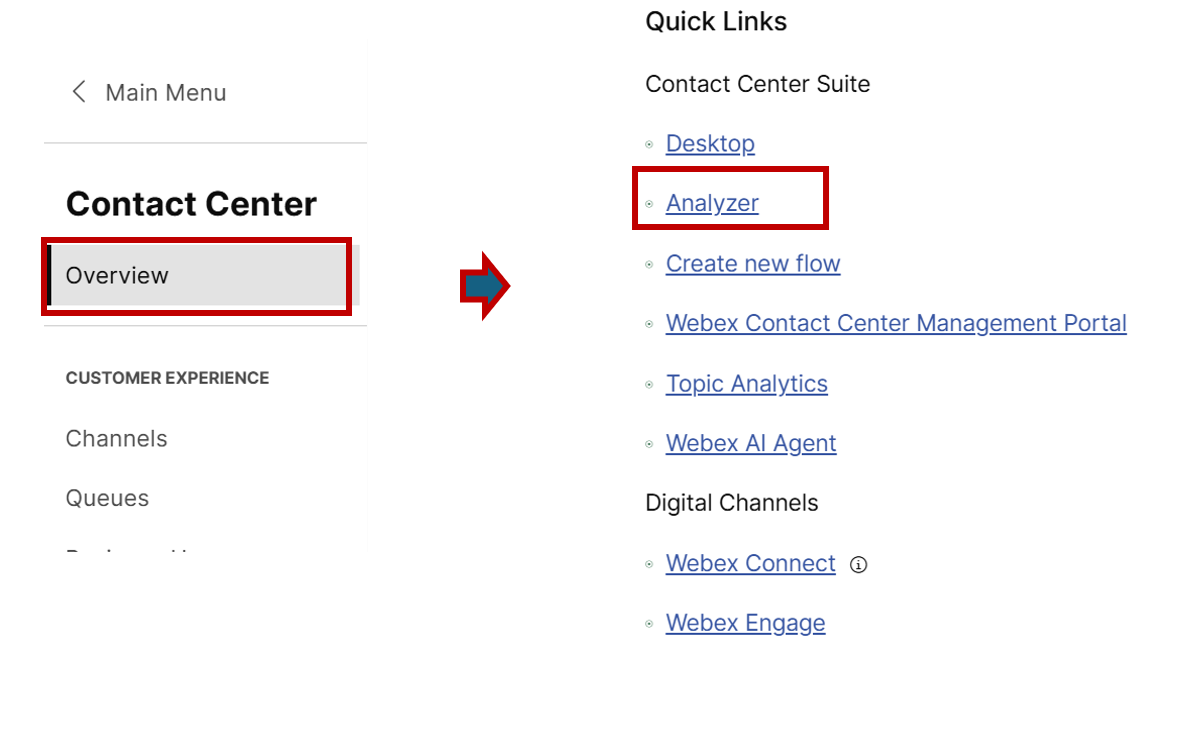 Main Menu
Contact Center
Overview
CUSTOMER EXPERIENCE
Channels
Queues
Quick Links
Contact Center Suite
Desktop
Analyzer
Create new flow
Webex Contact Center Management Portal
Topic Analytics
Webex AI Agent
Digital Channels
Webex Connect
Webex Engage